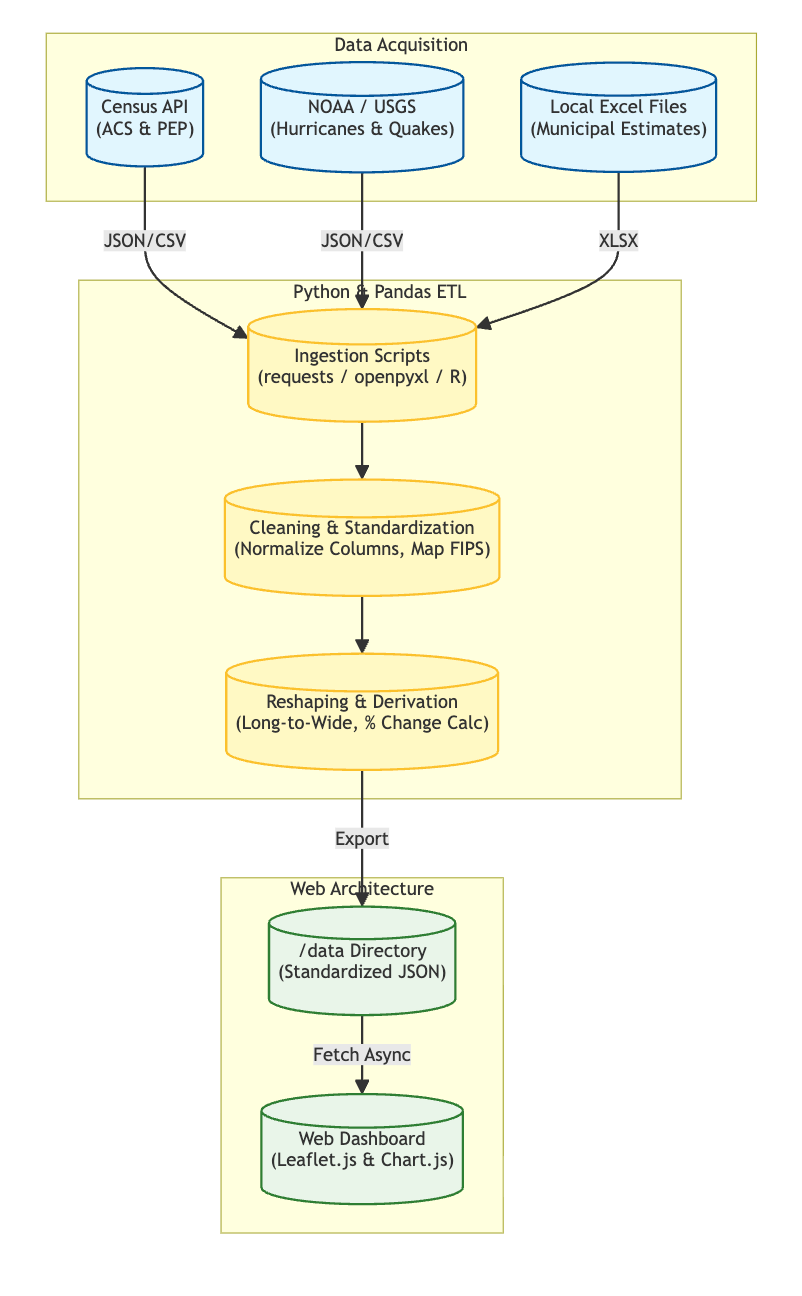 Data Acquisition
Census API
(ACS & PEP)
NOAA / USGS
(Hurricanes & Quakes)
Local Excel Files
(Municipal Estimates)
JSON/CSV
JSON/CSV
XLSX
Python & Pandas ETL
Ingestion Scripts
(requests / openpyxl / R)
Cleaning & Standardization
(Normalize Columns, Map FIPS)
Reshaping & Derivation
(Long-to-Wide, % Change Calc)
Export
Web Architecture
/data Directory
(Standardized JSON)
Fetch Async
Web Dashboard
(Leaflet.js & Chart.js)